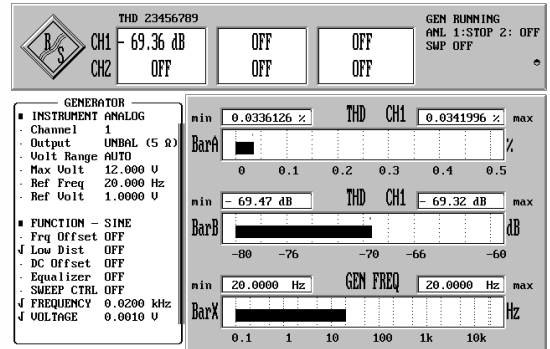 THD 23456789
GEN RUNNING
ANL 1:STOP 2: OFF
SWP OFF
R S
CH1 - 69.36 dB OFF OFF
CH2 OFF OFF OFF
GENERATOR
INSTRUMENT ANALOG
Channel 1
Output UNBAL (5 Ω)
Volt Range AUTO
Max Volt 12.000 V
Ref Freq 20.000 Hz
Ref Volt 1.0000 V
FUNCTION - SINE
Frq Offset OFF
Low Dist OFF
DC Offset OFF
Equalizer OFF
SWEEP CTRL OFF
FREQUENCY 0.0200 kHz
VOLTAGE 0.0010 V
min 0.0336126 % THD CH1 0.0341996 % max
BarA %
0 0.1 0.2 0.3 0.4 0.5
min - 69.47 dB THD CH1 - 69.32 dB max
BarB dB
-80 -76 -70 -66 -60
min 20.0000 Hz GEN FREQ 20.0000 Hz max
BarX Hz
0.1 1 10 100 1k 10k